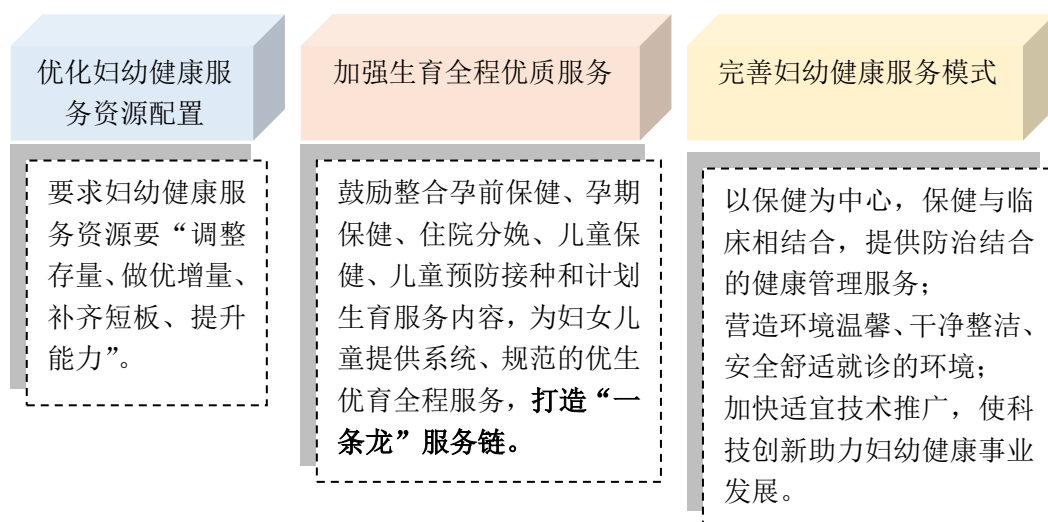 优化妇幼健康服
务资源配置
要求妇幼健康服
务资源要“调整
存量、做优增量、
补齐短板、提升
能力”。
加强生育全程优质服务
鼓励整合孕前保健、孕期
保健、住院分娩、儿童保
健、儿童预防接种和计划
生育服务内容，为妇女儿
童提供系统、规范的优生
优育全程服务，打造“一
条龙”服务链。
完善妇幼健康服务模式
以保健为中心，保健与临
床相结合，提供防治结合
的健康管理服务；
营造环境温馨、干净整洁、
安全舒适就诊的环境；
加快适宜技术推广，使科
技创新助力妇幼健康事业
发展。